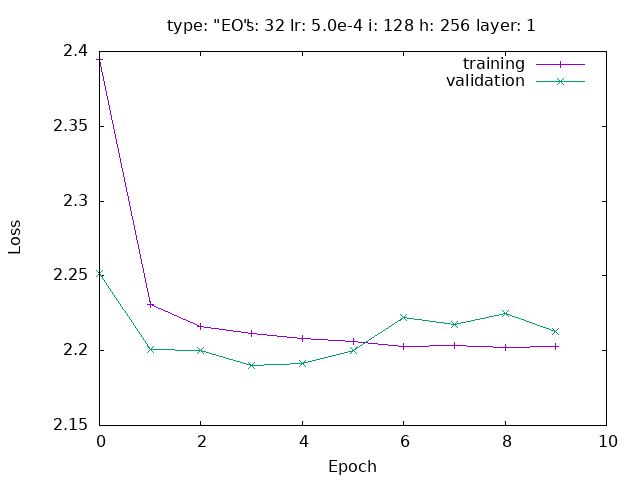 type: "EO's: 32 lr: 5.0e-4 i: 128 h: 256 layer: 1
training
validation
2.4
2.35
2.3
2.25
2.2
2.15
Loss
0 2 4 6 8 10
Epoch